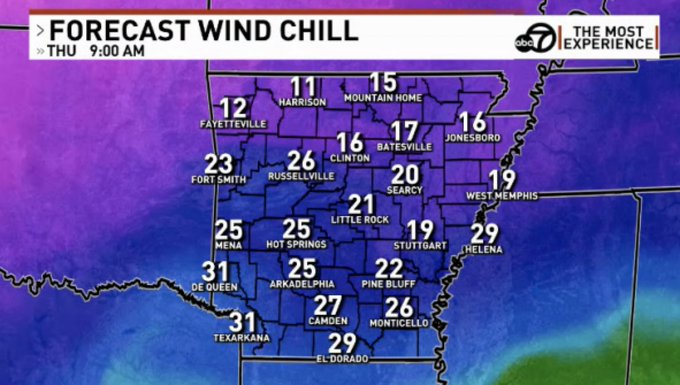 > FORECAST WIND CHILL
» THU 9:00 AM
abc 7
THE MOST
EXPERIENCE
11
HARRISON
15
MOUNTAIN HOME
12
FAYETTEVILLE
16
CLINTON
17
BATESVILLE
16
JONESBORO
23
FORT SMITH
26
RUSSELLVILLE
20
SEARCY
19
WEST MEMPHIS
21
LITTLE ROCK
25
MENA
25
HOT SPRINGS
19
STUTTGART
29
HELENA
31
DE QUEEN
25
ARKADELPHIA
22
PINE BLUFF
27
CAMDEN
26
MONTICELLO
31
TEXARKANA
29
EL DORADO